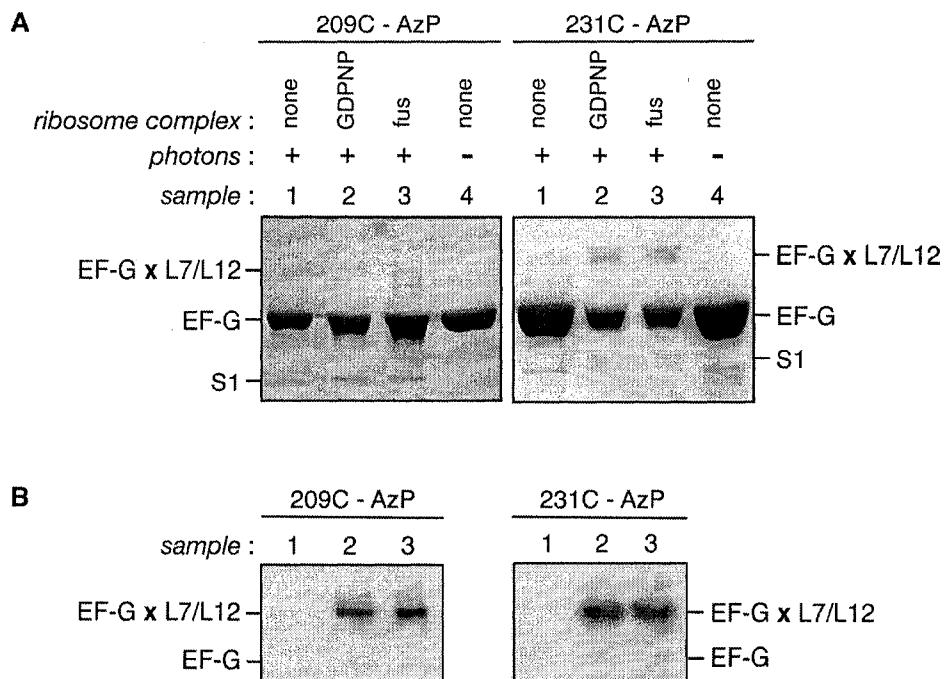 A
209C - AzP 231C - AzP
ribosome complex : none GDPNP fus none none GDPNP fus none
photons : + + + - + + + -
sample : 1 2 3 4 1 2 3 4
EF-G x L7/L12 EF-G x L7/L12
EF-G EF-G
S1 S1
B
209C - AzP 231C - AzP
sample : 1 2 3 1 2 3
EF-G x L7/L12 EF-G x L7/L12
EF-G EF-G